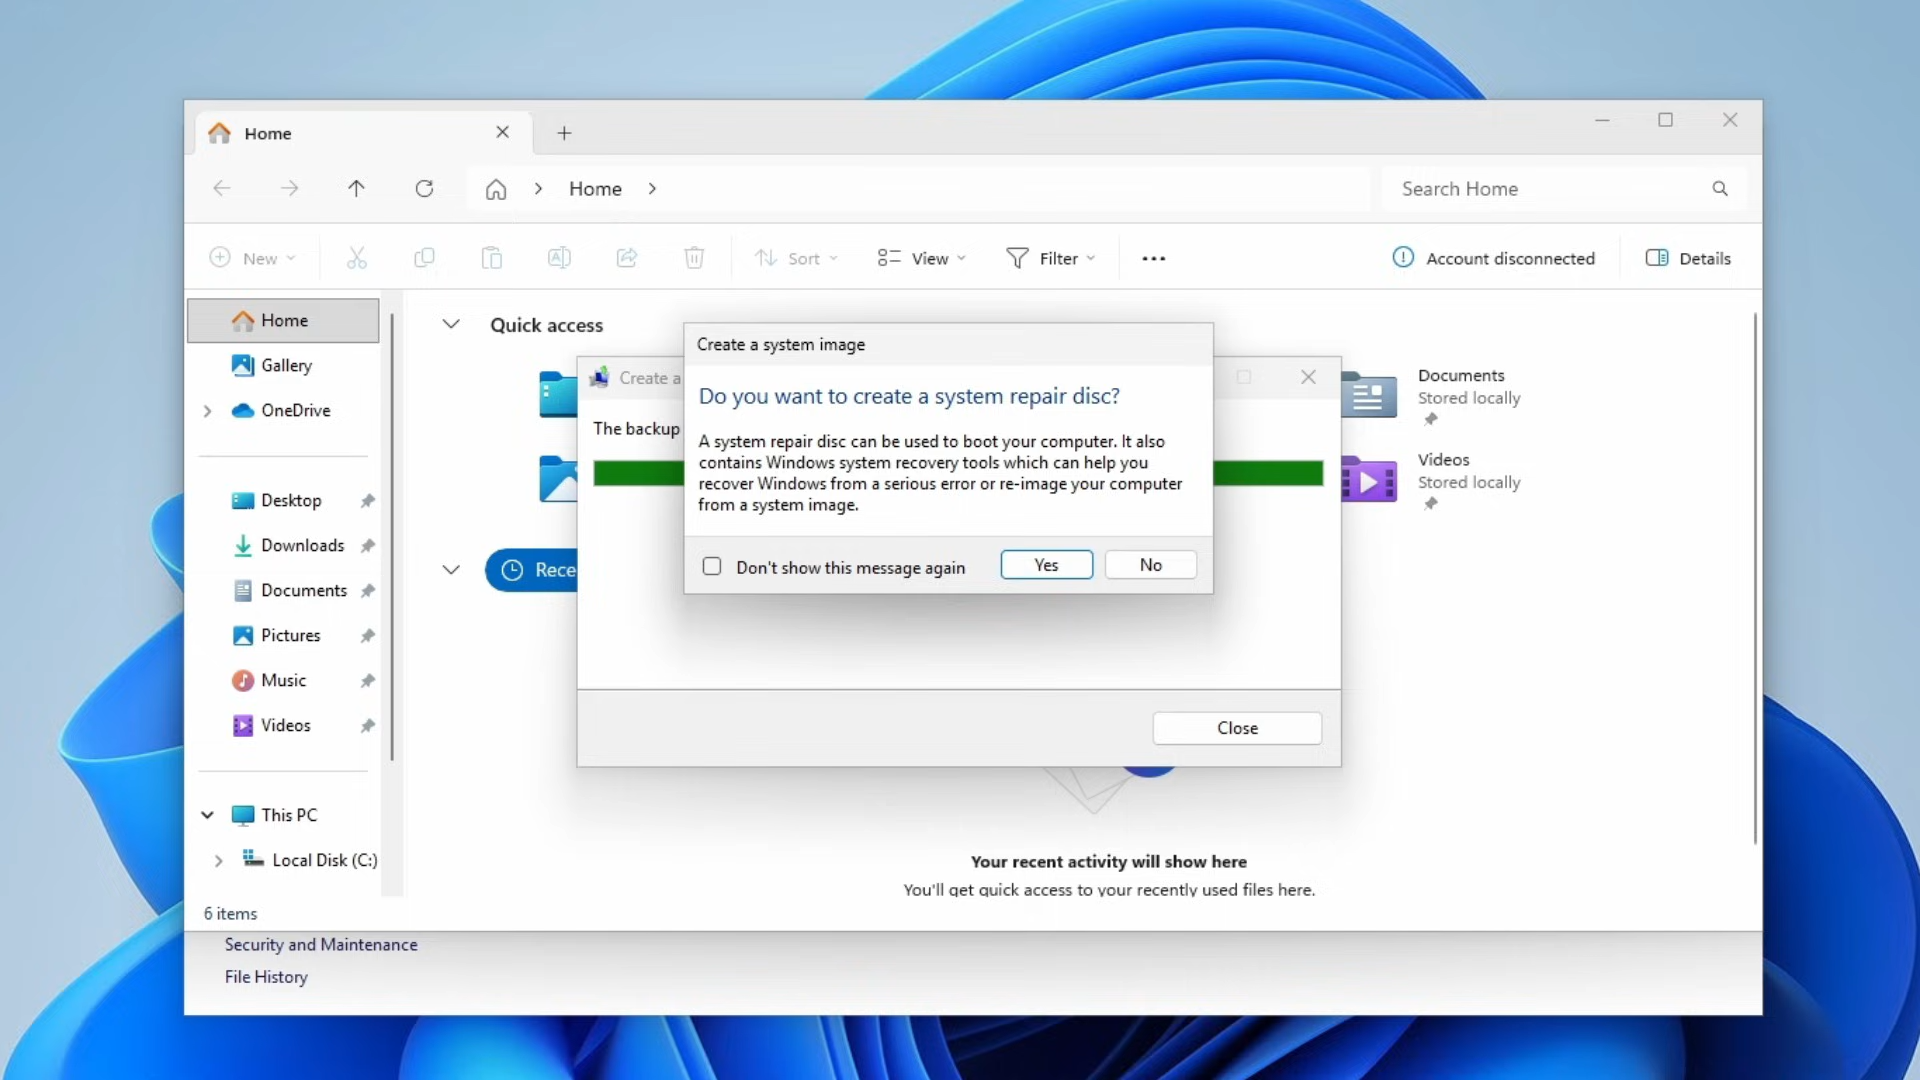 Home
Home
Search Home
New
Sort
View
Filter
Account disconnected
Details
Home
Gallery
OneDrive
Desktop
Downloads
Documents
Pictures
Music
Videos
This PC
Local Disk (C:)
6 items
Quick access
Documents
Stored locally
Videos
Stored locally
Rece
Create a
The backup
Create a system image
Do you want to create a system repair disc?
A system repair disc can be used to boot your computer. It also
contains Windows system recovery tools which can help you
recover Windows from a serious error or re-image your computer
from a system image.
Don't show this message again
Yes
No
Close
Your recent activity will show here
You'll get quick access to your recently used files here.
Security and Maintenance
File History